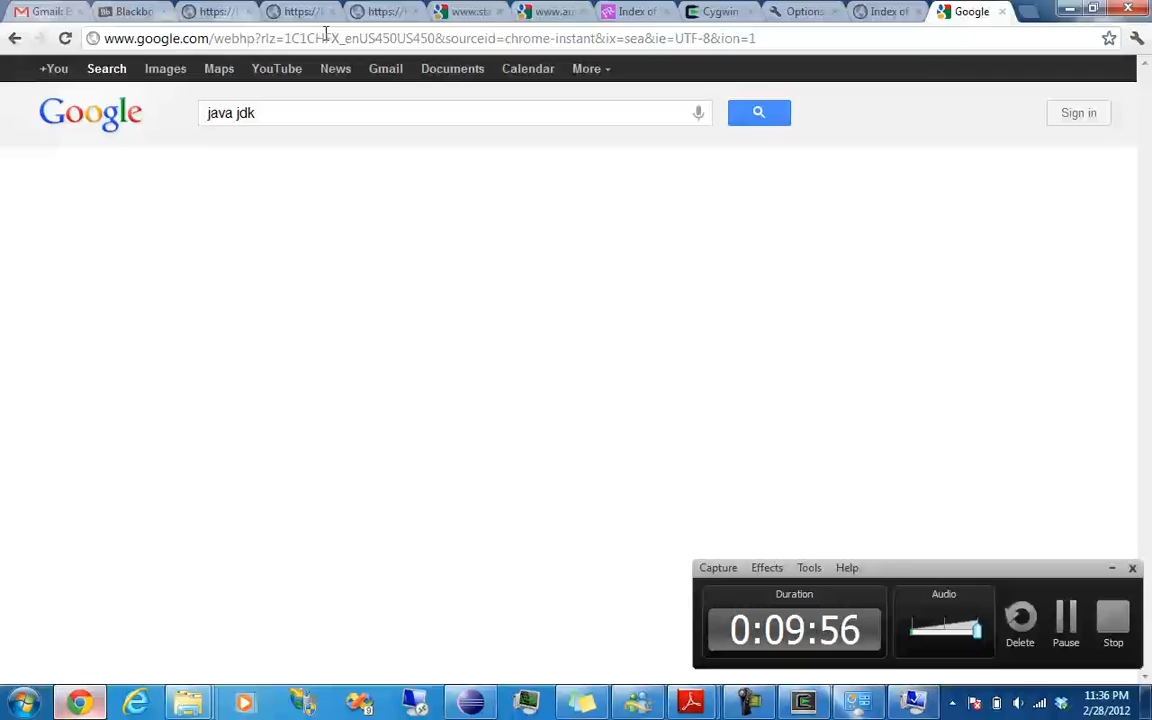 Gmail: E
Blackbo
https://
https://
https://
www.sta
www.au
Index of
Cygwin
Options
Index of
Google
www.google.com/webhp?rlz=1C1CHFX_enUS450US450&sourceid=chrome-instant&ix=sea&ie=UTF-8&ion=1
+You Search Images Maps YouTube News Gmail Documents Calendar More
Google
java jdk
Sign in
Capture Effects Tools Help
Duration
Audio
0:09:56
Delete Pause Stop
11:36 PM
2/28/2012